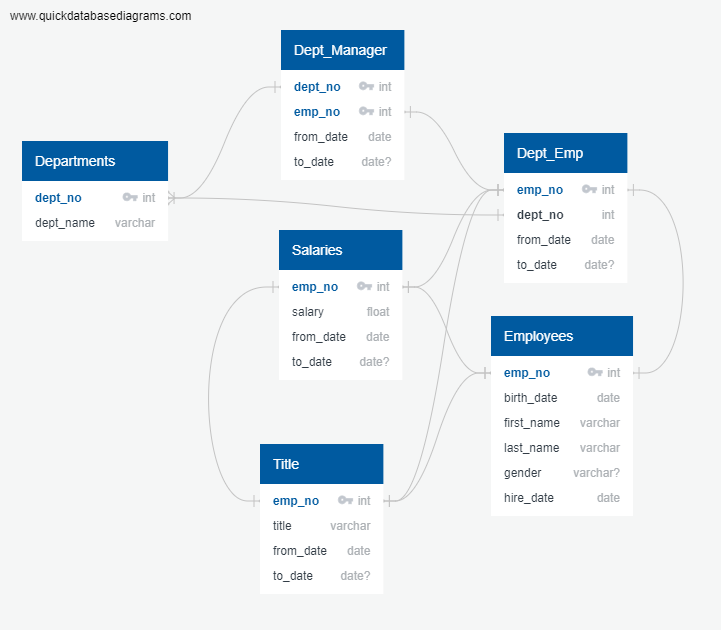 www.quickdatabasediagrams.com
Dept_Manager
dept_no int
emp_no int
from_date date
to_date date?
Departments
dept_no int
dept_name varchar
Dept_Emp
emp_no int
dept_no int
from_date date
to_date date?
Salaries
emp_no int
salary float
from_date date
to_date date?
Employees
emp_no int
birth_date date
first_name varchar
last_name varchar
gender varchar?
hire_date date
Title
emp_no int
title varchar
from_date date
to_date date?